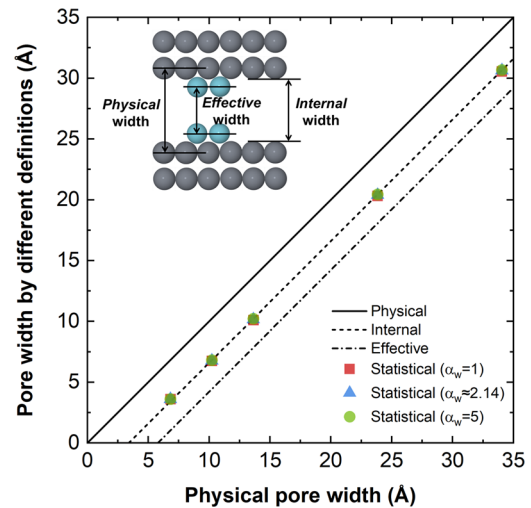 Pore width by different definitions (Å)
35
30
25
20
15
10
5
0
Physical
width
Effective
width
Internal
width
Physical
Internal
Effective
Statistical (αw=1)
Statistical (αw≈2.14)
Statistical (αw=5)
0 5 10 15 20 25 30 35
Physical pore width (Å)